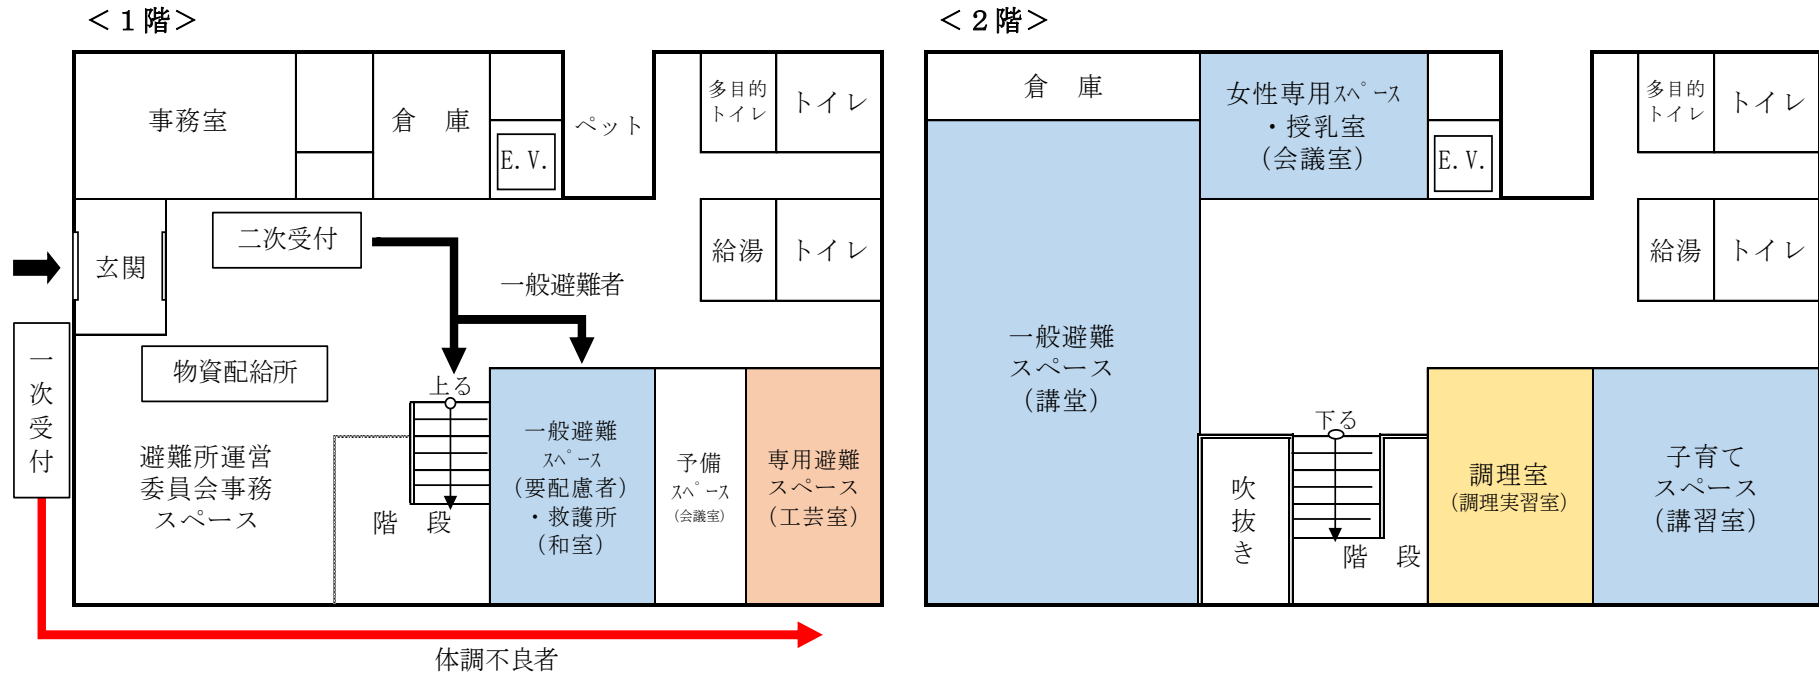 ＜１階＞
事務室
倉　庫
E.V.
ペット
多目的
トイレ
トイレ
玄関
二次受付
一般避難者
給湯
トイレ
一次受付
物資配給所
上る
避難所運営
委員会事務
スペース
階　段
一般避難
ｽﾍﾟｰｽ
（要配慮者）
・救護所
（和室）
予備
ｽﾍﾟｰｽ
（会議室）
専用避難
スペース
（工芸室）
体調不良者
＜２階＞
倉　庫
女性専用ｽﾍﾟｰｽ
・授乳室
（会議室）
E.V.
多目的
トイレ
トイレ
給湯
トイレ
一般避難
スペース
（講堂）
吹抜き
下る
階　段
調理室
（調理実習室）
子育て
スペース
（講習室）